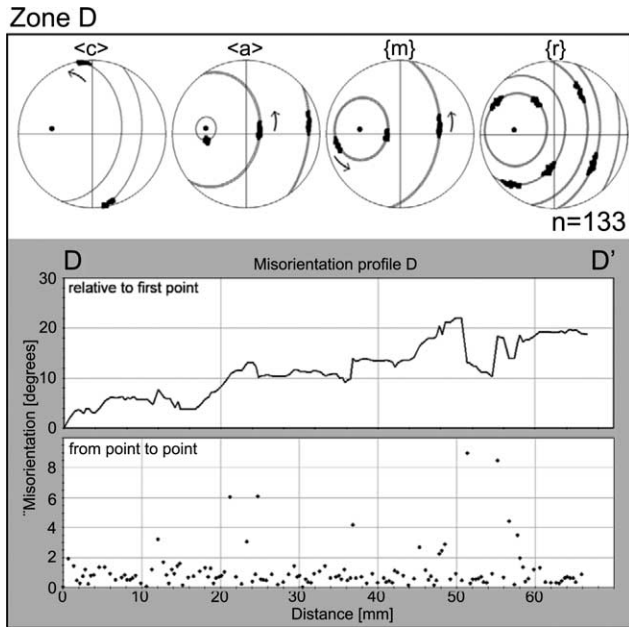 Zone D
<c> <a> {m} {r}
n=133
D D’
Misorientation profile D
relative to first point
30
20
10
0
from point to point
8
6
4
2
0
¨Misorientation [degrees]
0 10 20 30 40 50 60
Distance [mm]